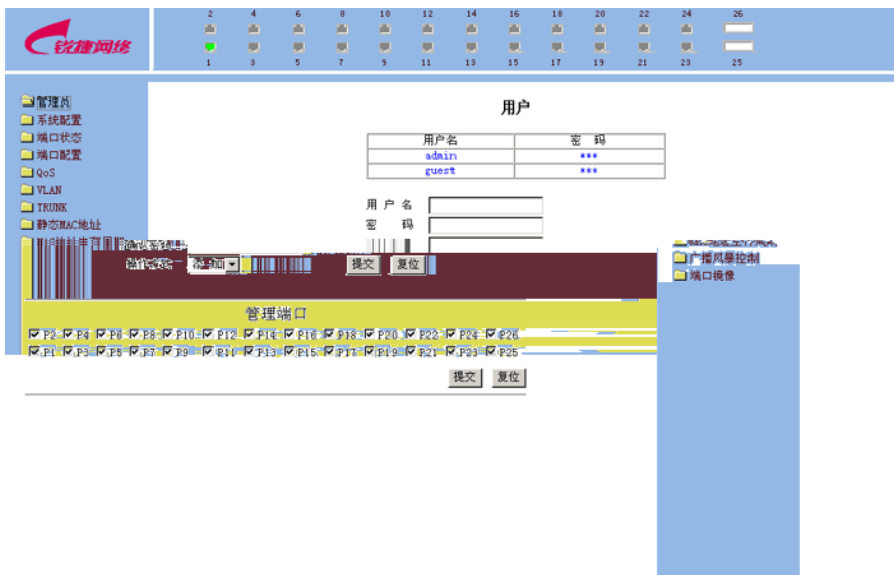 2 4 6 8 10 12 14 16 18 20 22 24 26
锐捷网络
1 3 5 7 9 11 13 15 17 19 21 23 25
管理员
系统配置
端口状态
端口配置
QoS
VLAN
TRUNK
静态MAC地址
用户
用户名 密 码
admin ***
guest ***
用 户 名
密 码
提交 复位
广播风暴控制
端口镜像
管理端口
P2 P4 P6 P8 P10 P12 P14 P16 P18 P20 P22 P24 P26
P1 P3 P5 P7 P9 P11 P13 P15 P17 P19 P21 P23 P25
提交 复位